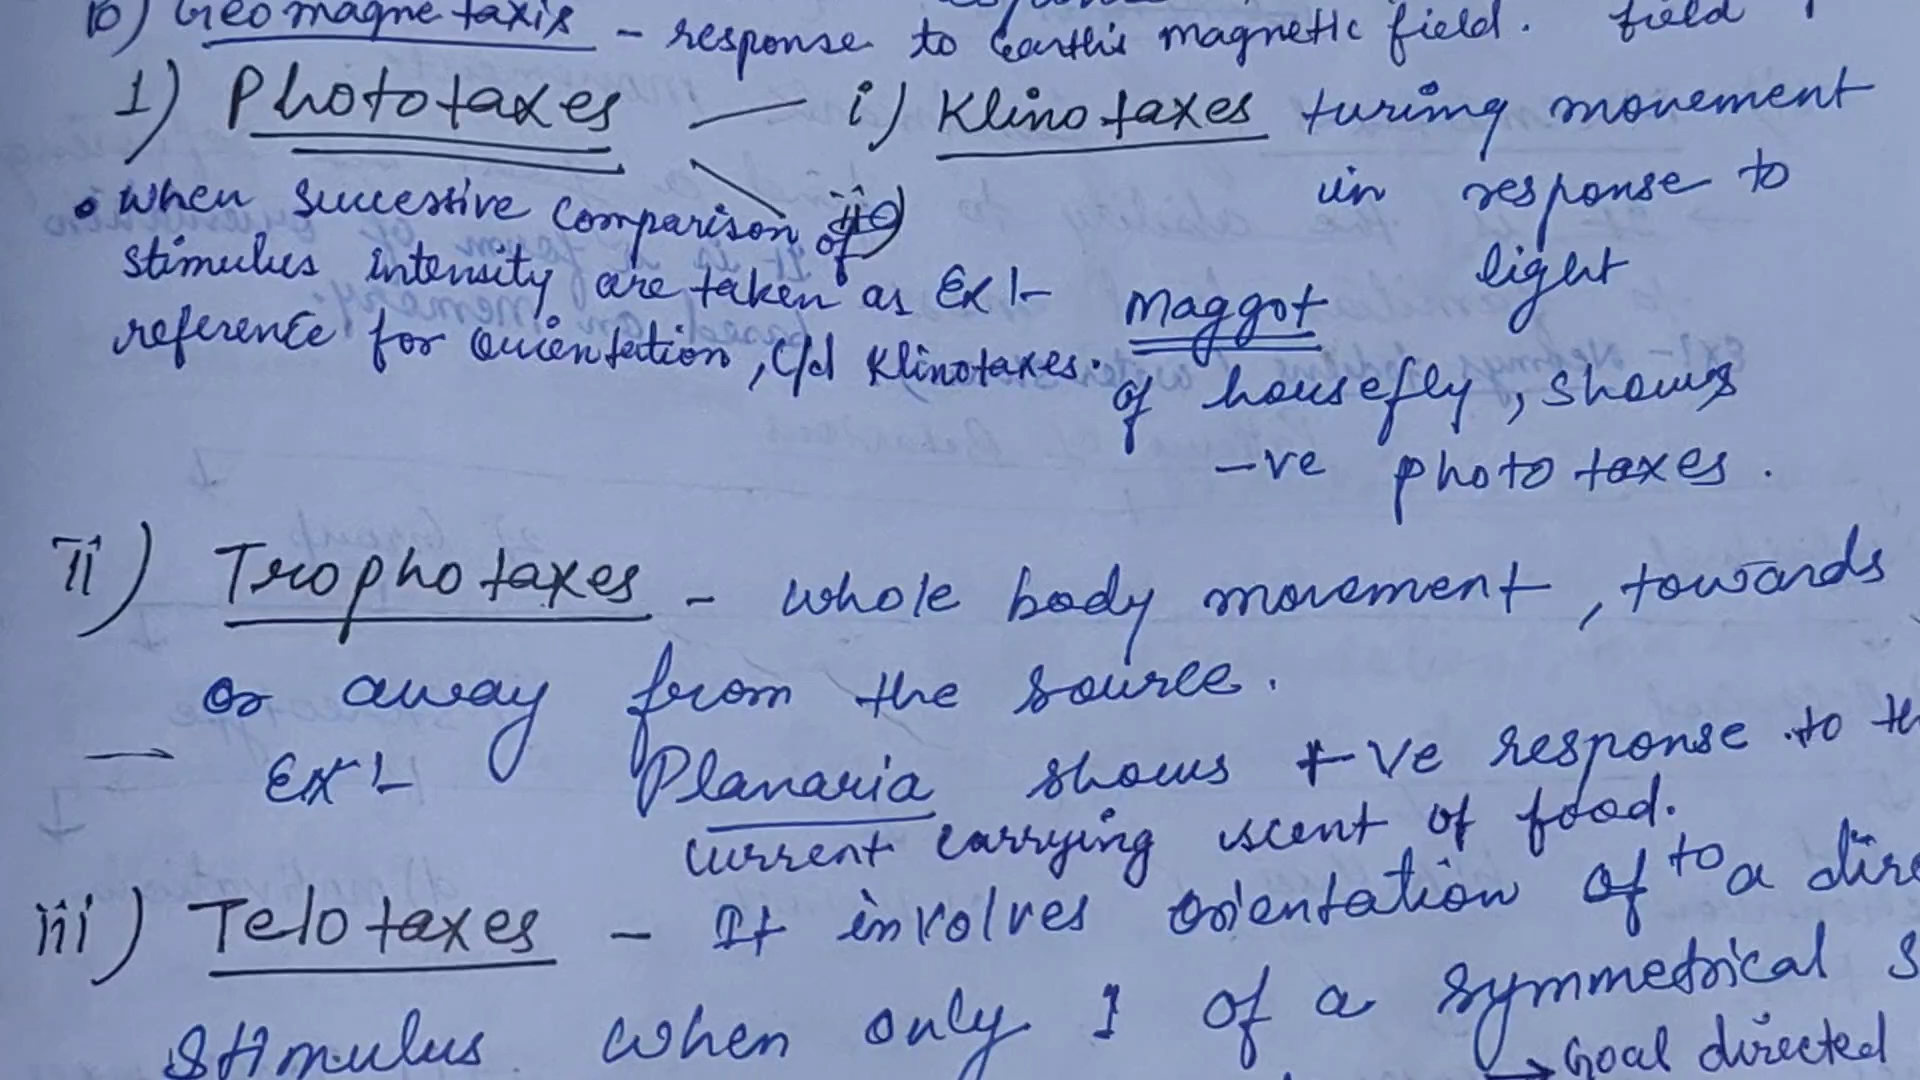 b) Geomagnetaxis - response to Earth's magnetic field. field
1) Phototaxes — i) Klinotaxes turing movement
in response to
light
• when successive comparison of
stimulus intensity are taken as
reference for orientation, c/d Klinotaxes.
Ex!- Maggot
of housefly, shows
-ve phototaxes.
ii) Trophotaxes - whole body movement, towards
or away from the source.
→ Ex!- Planaria shows +ve response to th
current carrying scent of food.
iii) Telotaxes - It involves orientation of to a dire
stimulus when only 1 of a symmetrical s
→ Goal directed